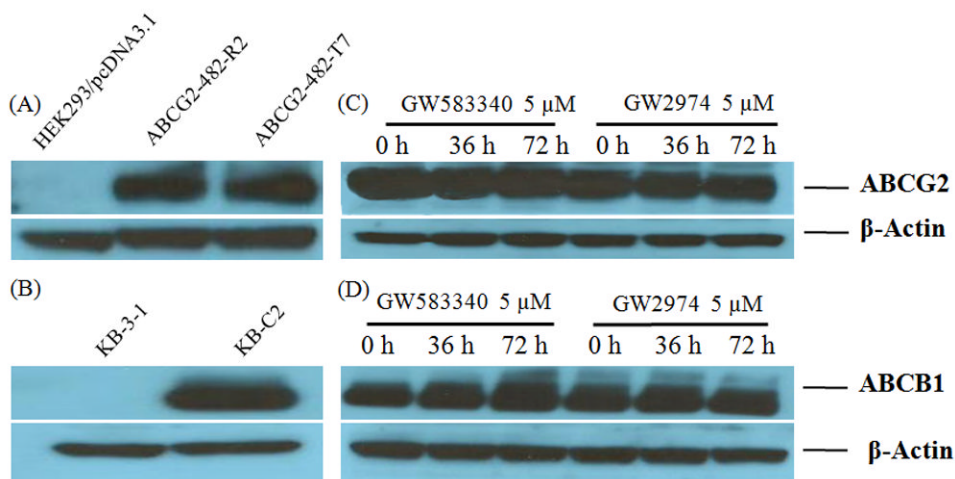 (A)
HEK293/pcDNA3.1
ABCG2-482-R2
ABCG2-482-T7
(C)
GW583340 5 μM
GW2974 5 μM
0 h 36 h 72 h 0 h 36 h 72 h
ABCG2
β-Actin
(B)
KB-3-1
KB-C2
(D)
GW583340 5 μM
GW2974 5 μM
0 h 36 h 72 h 0 h 36 h 72 h
ABCB1
β-Actin